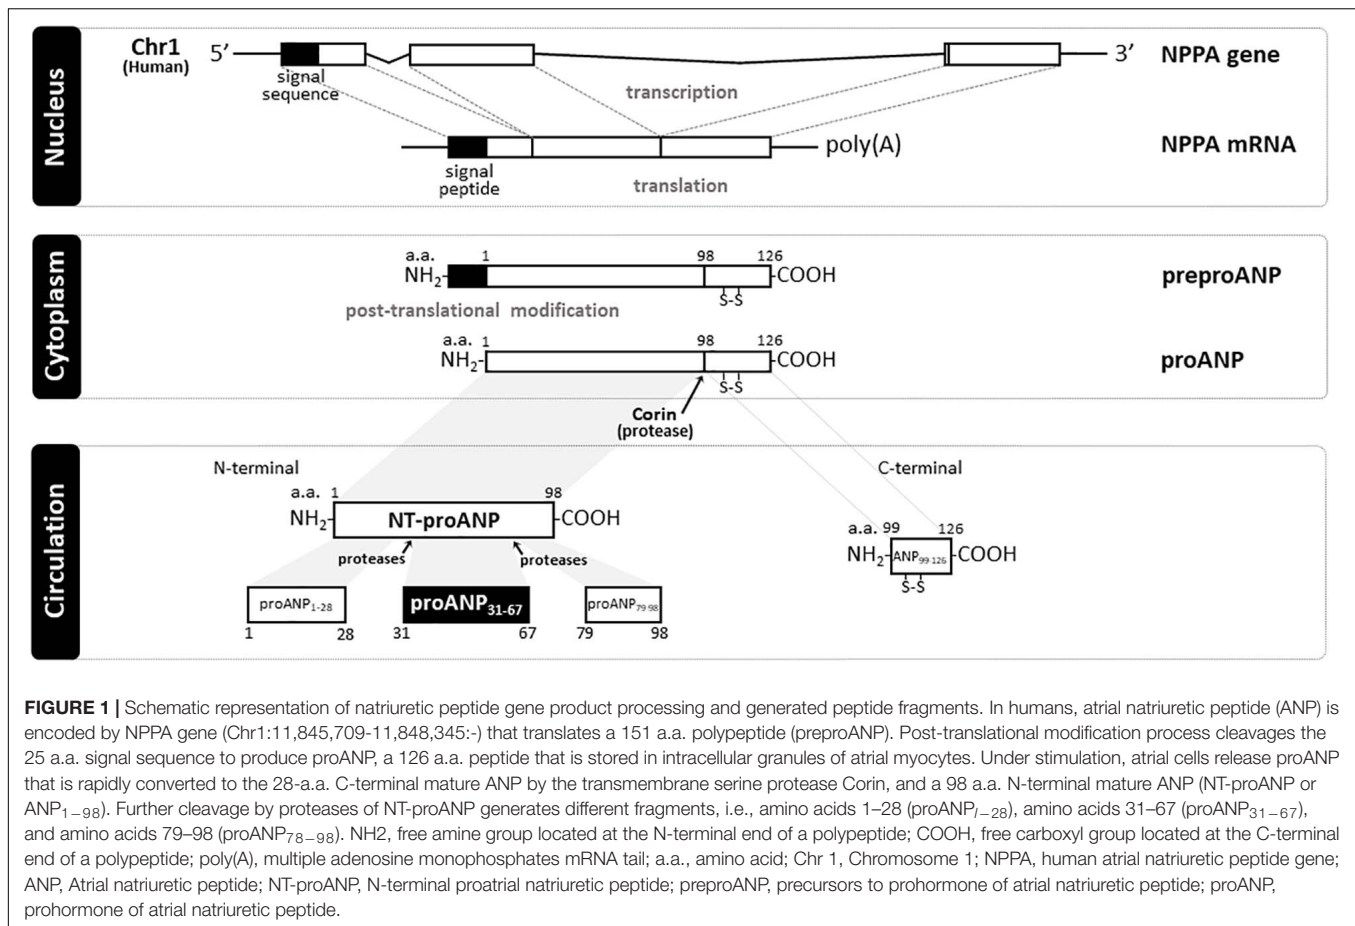 Nucleus
Chr1
(Human)
5′
3′
NPPA gene
signal
sequence
transcription
poly(A)
NPPA mRNA
signal
peptide
translation
Cytoplasm
a.a. 1 98 126
NH2 COOH
S-S
preproANP
post-translational modification
a.a. 1 98 126
NH2 COOH
S-S
proANP
Corin
(protease)
Circulation
N-terminal
C-terminal
a.a. 1 98
NH2 NT-proANP COOH
a.a. 99 126
NH2 ANP99-126 COOH
S-S
proteases
proteases
proANP1-28
proANP31-67
proANP79-98
1 28 31 67 79 98
FIGURE 1 | Schematic representation of natriuretic peptide gene product processing and generated peptide fragments. In humans, atrial natriuretic peptide (ANP) is
encoded by NPPA gene (Chr1:11,845,709-11,848,345:-) that translates a 151 a.a. polypeptide (preproANP). Post-translational modification process cleavages the
25 a.a. signal sequence to produce proANP, a 126 a.a. peptide that is stored in intracellular granules of atrial myocytes. Under stimulation, atrial cells release proANP
that is rapidly converted to the 28-a.a. C-terminal mature ANP by the transmembrane serine protease Corin, and a 98 a.a. N-terminal mature ANP (NT-proANP or
ANP1−98). Further cleavage by proteases of NT-proANP generates different fragments, i.e., amino acids 1–28 (proANPl−28), amino acids 31–67 (proANP31−67),
and amino acids 79–98 (proANP78−98). NH2, free amine group located at the N-terminal end of a polypeptide; COOH, free carboxyl group located at the C-terminal
end of a polypeptide; poly(A), multiple adenosine monophosphates mRNA tail; a.a., amino acid; Chr 1, Chromosome 1; NPPA, human atrial natriuretic peptide gene;
ANP, Atrial natriuretic peptide; NT-proANP, N-terminal proatrial natriuretic peptide; preproANP, precursors to prohormone of atrial natriuretic peptide; proANP,
prohormone of atrial natriuretic peptide.